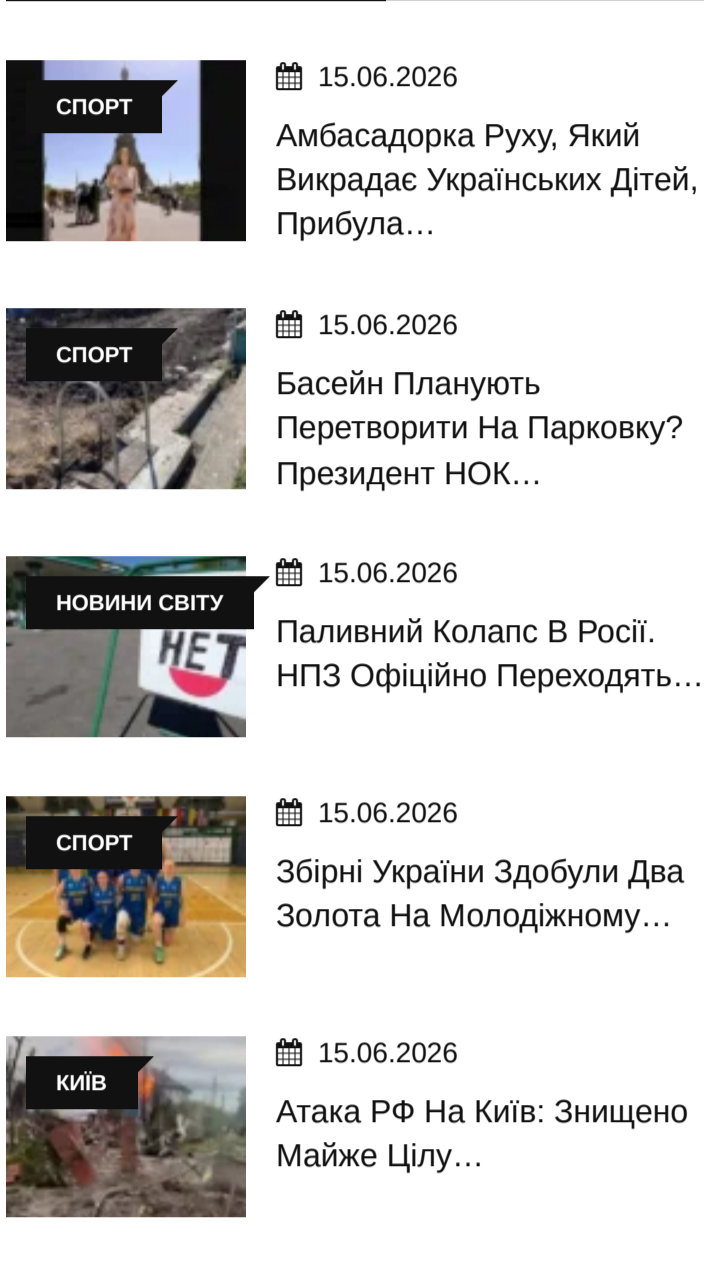 СПОРТ
15.06.2026
Амбасадорка Руху, Який
Викрадає Українських Дітей,
Прибула…
СПОРТ
15.06.2026
Басейн Планують
Перетворити На Парковку?
Президент НОК…
НОВИНИ СВІТУ
НЕТ
15.06.2026
Паливний Колапс В Росії.
НПЗ Офіційно Переходять…
СПОРТ
15.06.2026
Збірні України Здобули Два
Золота На Молодіжному…
КИЇВ
15.06.2026
Атака РФ На Київ: Знищено
Майже Цілу…